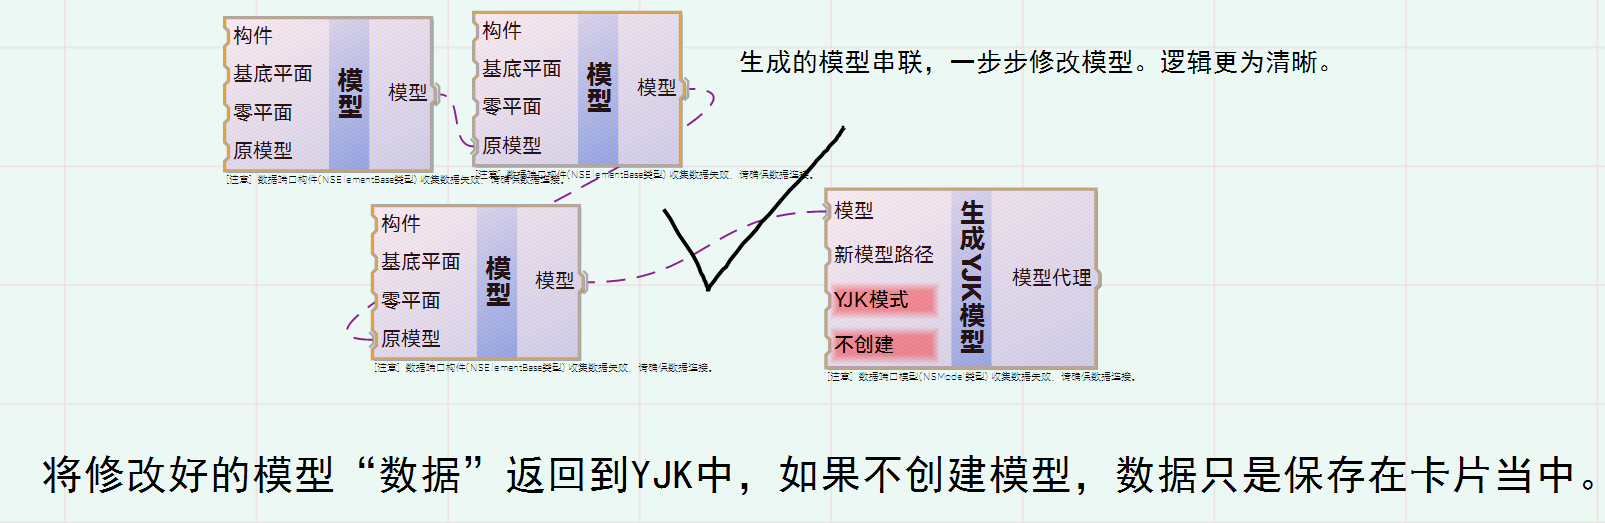 构件
基底平面
零平面
原模型
模型
模型
[注意] 数据端口构件(NSElementBase类型)收集数据失败，请确保数据连接。
构件
基底平面
零平面
原模型
模型
模型
[注意] 数据端口构件(NSElementBase类型)收集数据失败，请确保数据连接。
生成的模型串联，一步步修改模型。逻辑更为清晰。
构件
基底平面
零平面
原模型
模型
模型
[注意] 数据端口构件(NSElementBase类型)收集数据失败，请确保数据连接。
模型
新模型路径
YJK模式
不创建
生成YJK模型
模型代理
[注意] 数据端口模型(NSModel类型)收集数据失败，请确保数据连接。
将修改好的模型“数据”返回到YJK中，如果不创建模型，数据只是保存在卡片当中。